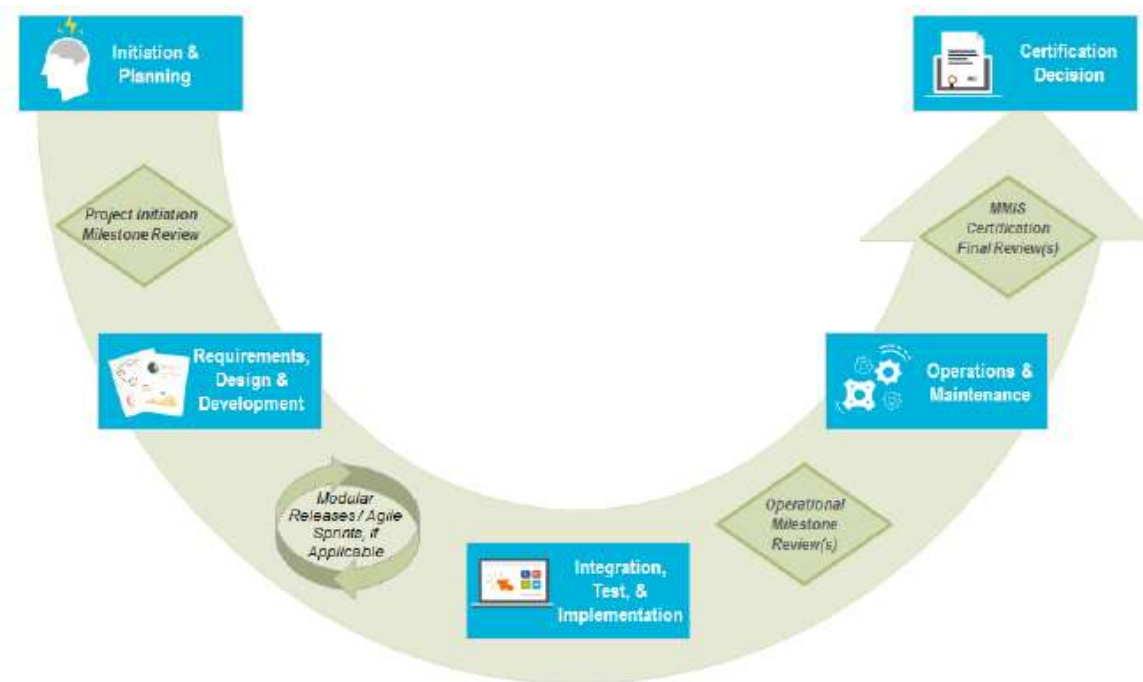 Initiation &
Planning
Certification
Decision
Project Initiation
Milestone Review
MMIS
Certification
Final Review(s)
Requirements,
Design &
Development
Operations &
Maintenance
Modular
Releases / Agile
Sprints, if
Applicable
Operational
Milestone
Review(s)
Integration,
Test, &
Implementation